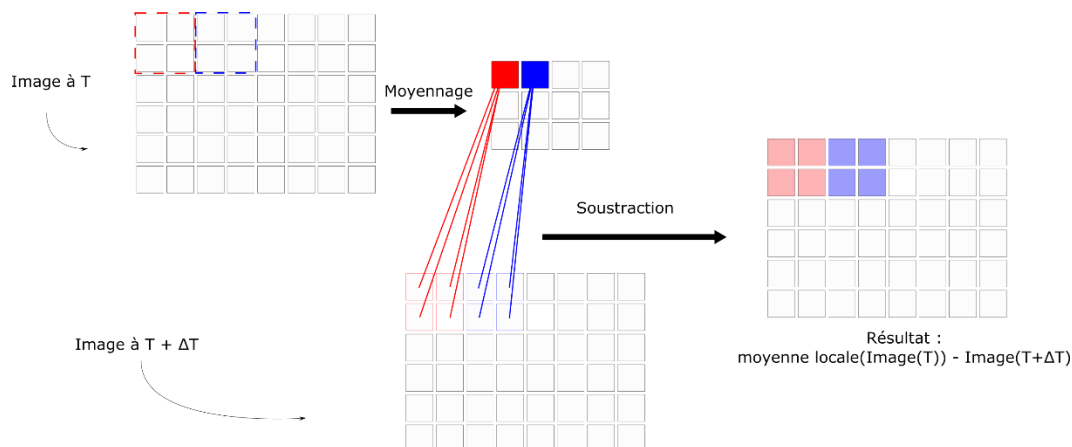 Image à T
Moyennage
Soustraction
Image à T + ΔT
Résultat :
moyenne locale(Image(T)) - Image(T+ΔT)